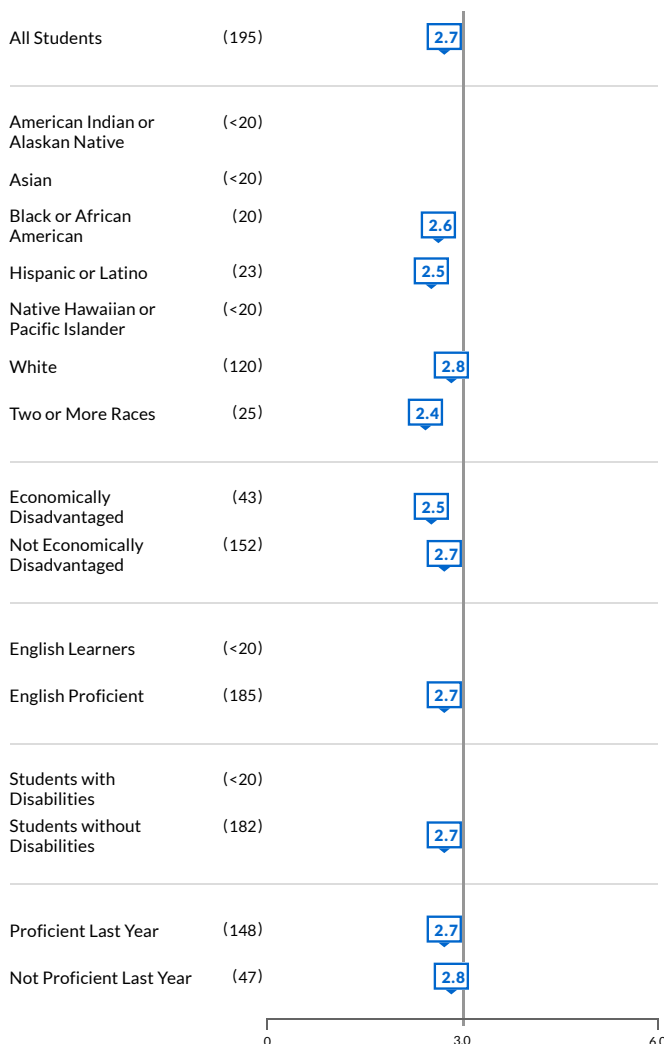 All Students (195) 2.7
American Indian or (<20)
Alaskan Native
Asian (<20)
Black or African (20) 2.6
American
Hispanic or Latino (23) 2.5
Native Hawaiian or (<20)
Pacific Islander
White (120) 2.8
Two or More Races (25) 2.4
Economically (43) 2.5
Disadvantaged
Not Economically (152) 2.7
Disadvantaged
English Learners (<20)
English Proficient (185) 2.7
Students with (<20)
Disabilities
Students without (182) 2.7
Disabilities
Proficient Last Year (148) 2.7
Not Proficient Last Year (47) 2.8
0 3.0 6.0